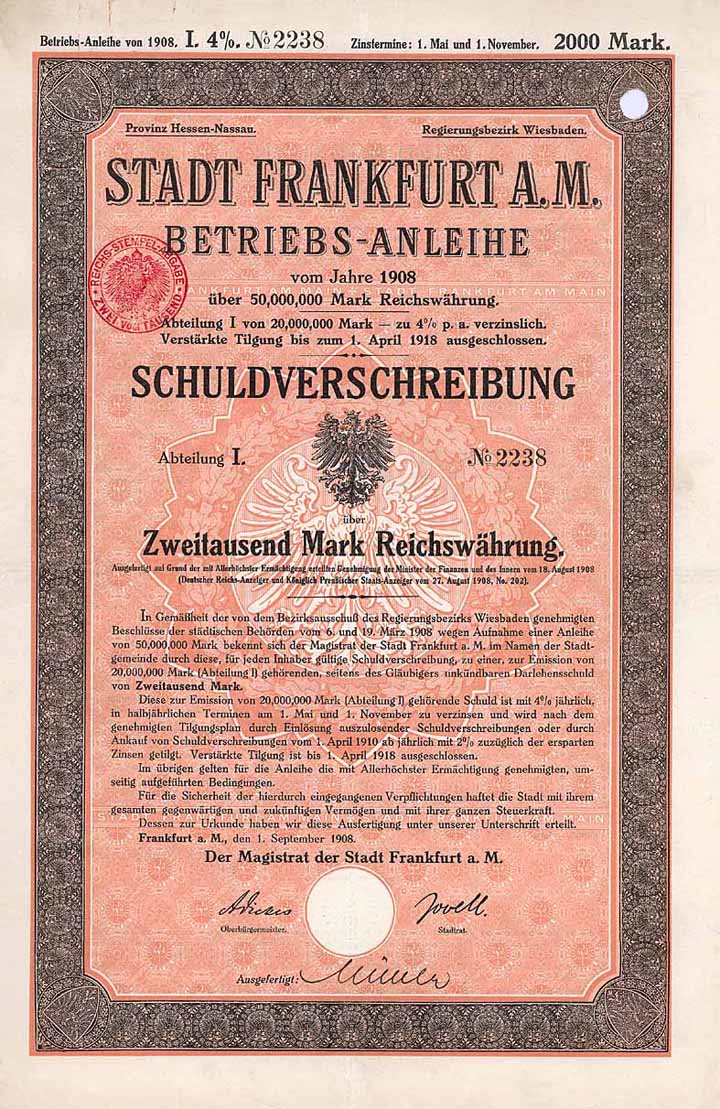 Betriebs-Anleihe von 1908. I. 4%. № 2238 Zinstermine: 1. Mai und 1. November. 2000 Mark.
Provinz Hessen-Nassau. Regierungsbezirk Wiesbaden.
STADT FRANKFURT A. M.
BETRIEBS-ANLEIHE
REICHS-STEMPEL-ABGABE
ZWEI VOM TAUSEND
vom Jahre 1908
FRANKFURT AM MAIN STADT FRANKFURT AM MAIN
über 50,000,000 Mark Reichswährung.
Abteilung I von 20,000,000 Mark — zu 4% p. a. verzinslich.
Verstärkte Tilgung bis zum 1. April 1918 ausgeschlossen.
SCHULDVERSCHREIBUNG
Abteilung I. № 2238
über
Zweitausend Mark Reichswährung.
Ausgefertigt auf Grund der mit Allerhöchster Ermächtigung erteilten Genehmigung der Minister der Finanzen und des Innern vom 18. August 1908
(Deutscher Reichs-Anzeiger und Königlich Preußischer Staats-Anzeiger vom 27. August 1908, No. 202).
In Gemäßheit der von dem Bezirksausschuß des Regierungsbezirks Wiesbaden genehmigten
Beschlüsse der städtischen Behörden vom 6. und 19. März 1908 wegen Aufnahme einer Anleihe
von 50,000,000 Mark bekennt sich der Magistrat der Stadt Frankfurt a. M. im Namen der Stadt-
gemeinde durch diese, für jeden Inhaber gültige Schuldverschreibung, zu einer, zur Emission von
20,000,000 Mark (Abteilung I) gehörenden, seitens des Gläubigers unkündbaren Darlehensschuld
von Zweitausend Mark.
Diese zur Emission von 20,000,000 Mark (Abteilung I) gehörende Schuld ist mit 4% jährlich,
in halbjährlichen Terminen am 1. Mai und 1. November zu verzinsen und wird nach dem
genehmigten Tilgungsplan durch Einlösung auszulosender Schuldverschreibungen oder durch
Ankauf von Schuldverschreibungen vom 1. April 1910 ab jährlich mit 2% zuzüglich der ersparten
Zinsen getilgt. Verstärkte Tilgung ist bis 1. April 1918 ausgeschlossen.
Im übrigen gelten für die Anleihe die mit Allerhöchster Ermächtigung genehmigten, um-
seitig aufgeführten Bedingungen.
Für die Sicherheit der hierdurch eingegangenen Verpflichtungen haftet die Stadt mit ihrem
gesamten gegenwärtigen und zukünftigen Vermögen und mit ihrer ganzen Steuerkraft.
Dessen zur Urkunde haben wir diese Ausfertigung unter unserer Unterschrift erteilt.
Frankfurt a. M., den 1. September 1908.
Der Magistrat der Stadt Frankfurt a. M.
Adickes
Oberbürgermeister. Stadtrat.
Ausgefertigt: